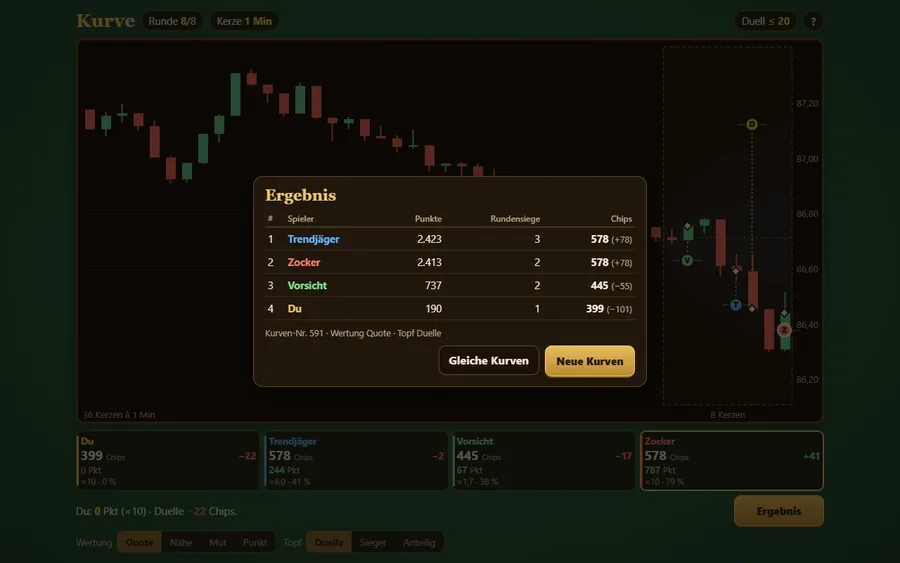 Kurve Runde 8/8 Kerze 1 Min Duell ≤ 20 ?
87,20
D
87,00
86,80
V
86,60
T
86,40
Z
86,20
36 Kerzen à 1 Min 8 Kerzen
Ergebnis
# Spieler Punkte Rundensiege Chips
1 Trendjäger 2.423 3 578 (+78)
2 Zocker 2.413 2 578 (+78)
3 Vorsicht 737 2 445 (−55)
4 Du 190 1 399 (−101)
Kurven-Nr. 591 · Wertung Quote · Topf Duelle
Gleiche Kurven Neue Kurven
Du Trendjäger Vorsicht Zocker
399 Chips −22 578 Chips −2 445 Chips −17 578 Chips +41
0 Pkt 244 Pkt 67 Pkt 787 Pkt
×10 · 0 % ×6,0 · 41 % ×1,7 · 38 % ×10 · 79 %
Du: 0 Pkt (×10) · Duelle −22 Chips. Ergebnis
Wertung Quote Nähe Mut Punkt Topf Duelle Sieger Anteilig